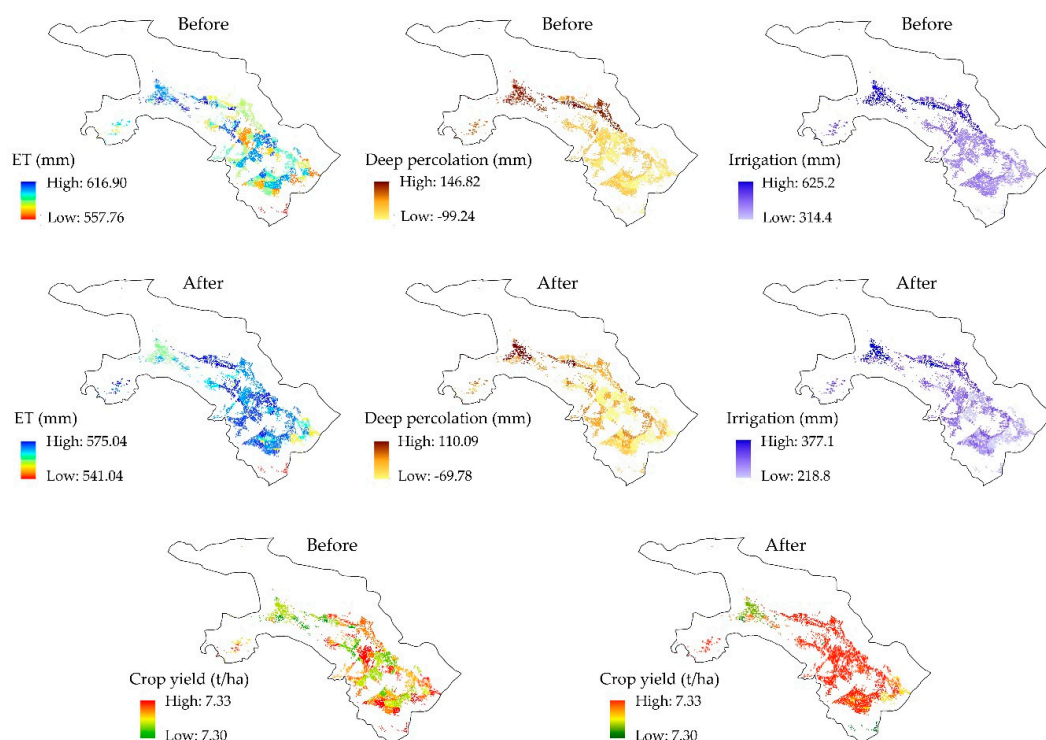 Before
Before
Before
ET (mm)
High: 616.90
Low: 557.76
Deep percolation (mm)
High: 146.82
Low: -99.24
Irrigation (mm)
High: 625.2
Low: 314.4
After
After
After
ET (mm)
High: 575.04
Low: 541.04
Deep percolation (mm)
High: 110.09
Low: -69.78
Irrigation (mm)
High: 377.1
Low: 218.8
Before
After
Crop yield (t/ha)
High: 7.33
Low: 7.30
Crop yield (t/ha)
High: 7.33
Low: 7.30